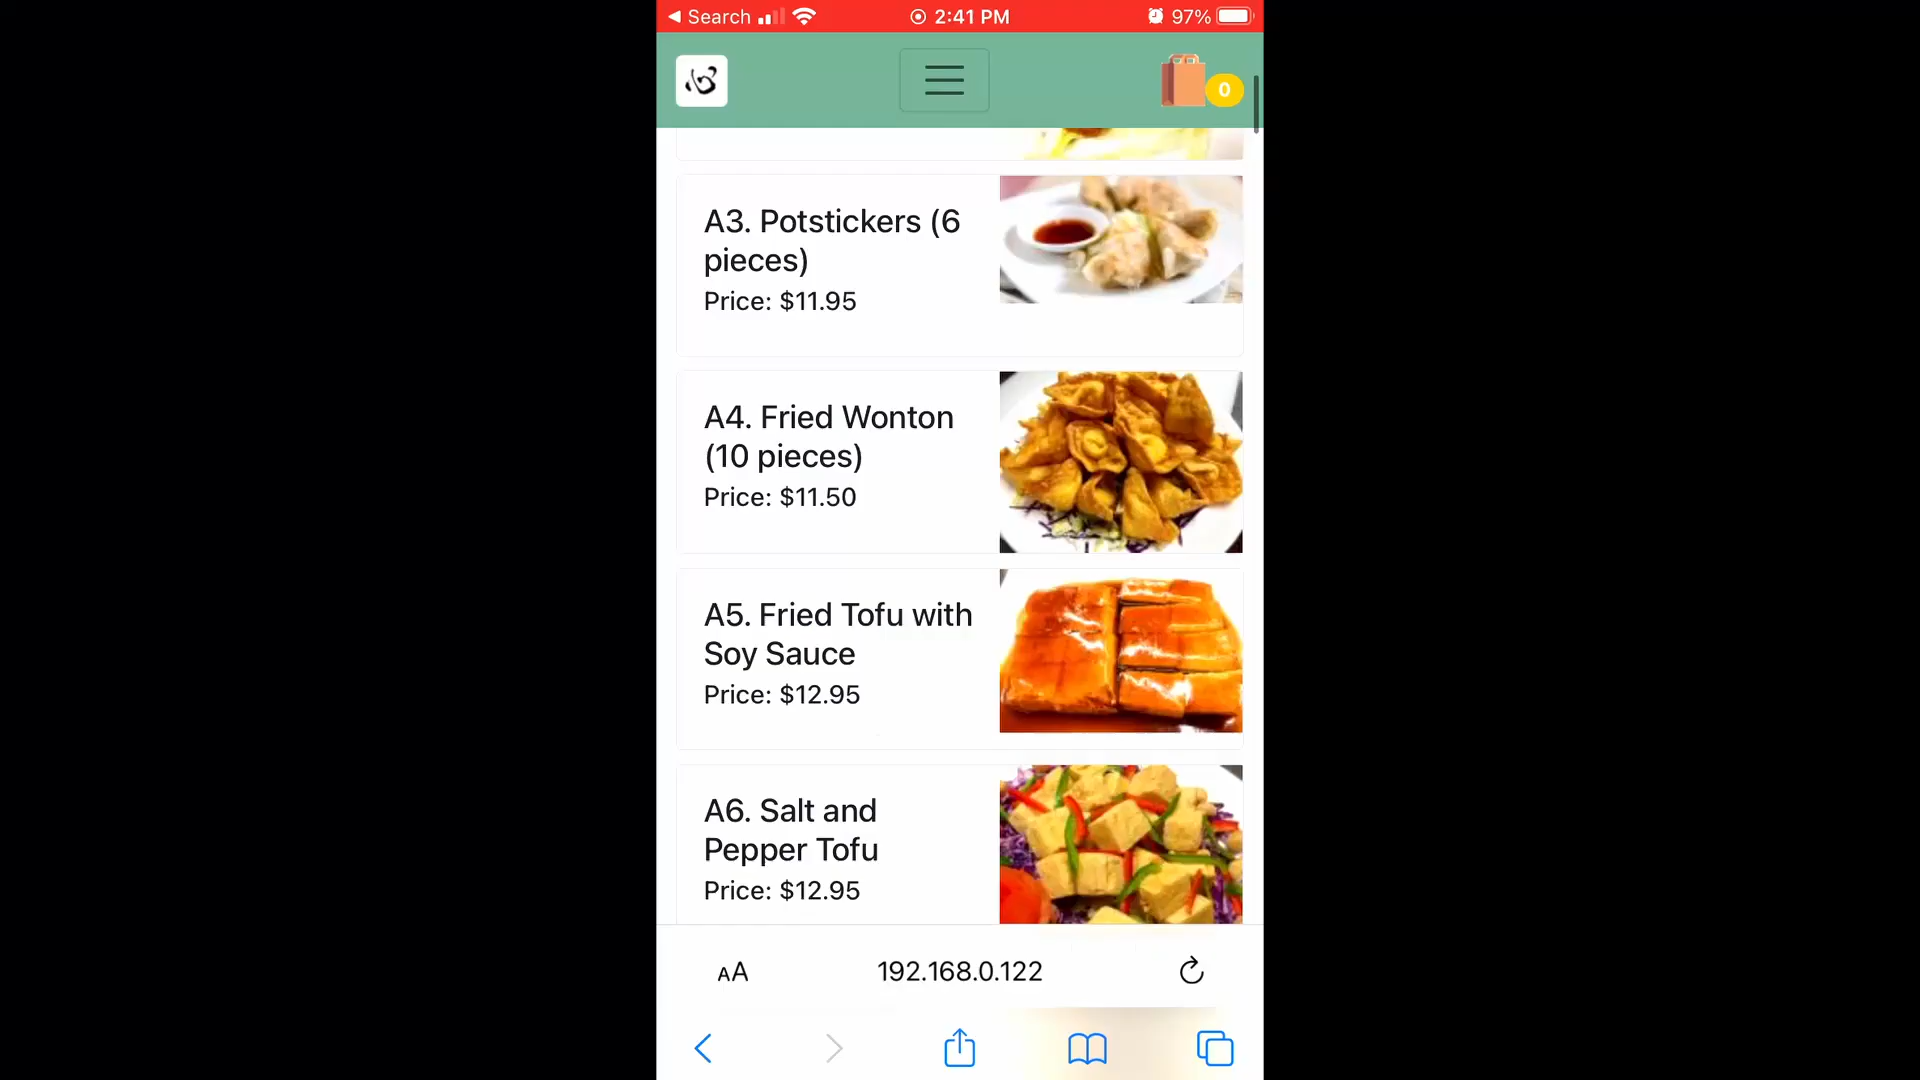 Search 2:41 PM 97%
0
A3. Potstickers (6
pieces)
Price: $11.95
A4. Fried Wonton
(10 pieces)
Price: $11.50
A5. Fried Tofu with
Soy Sauce
Price: $12.95
A6. Salt and
Pepper Tofu
Price: $12.95
AA 192.168.0.122